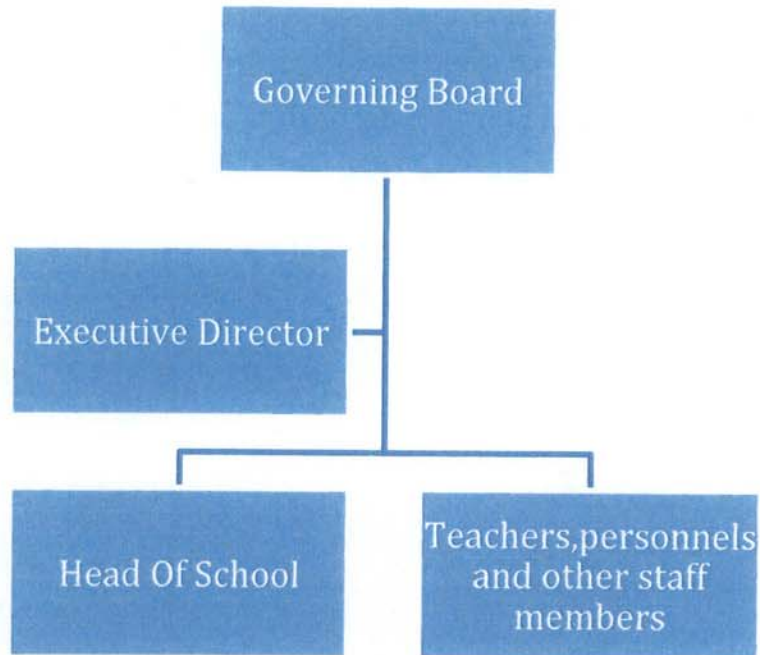 Governing Board
Executive Director
Head Of School
Teachers,personnels
and other staff
members